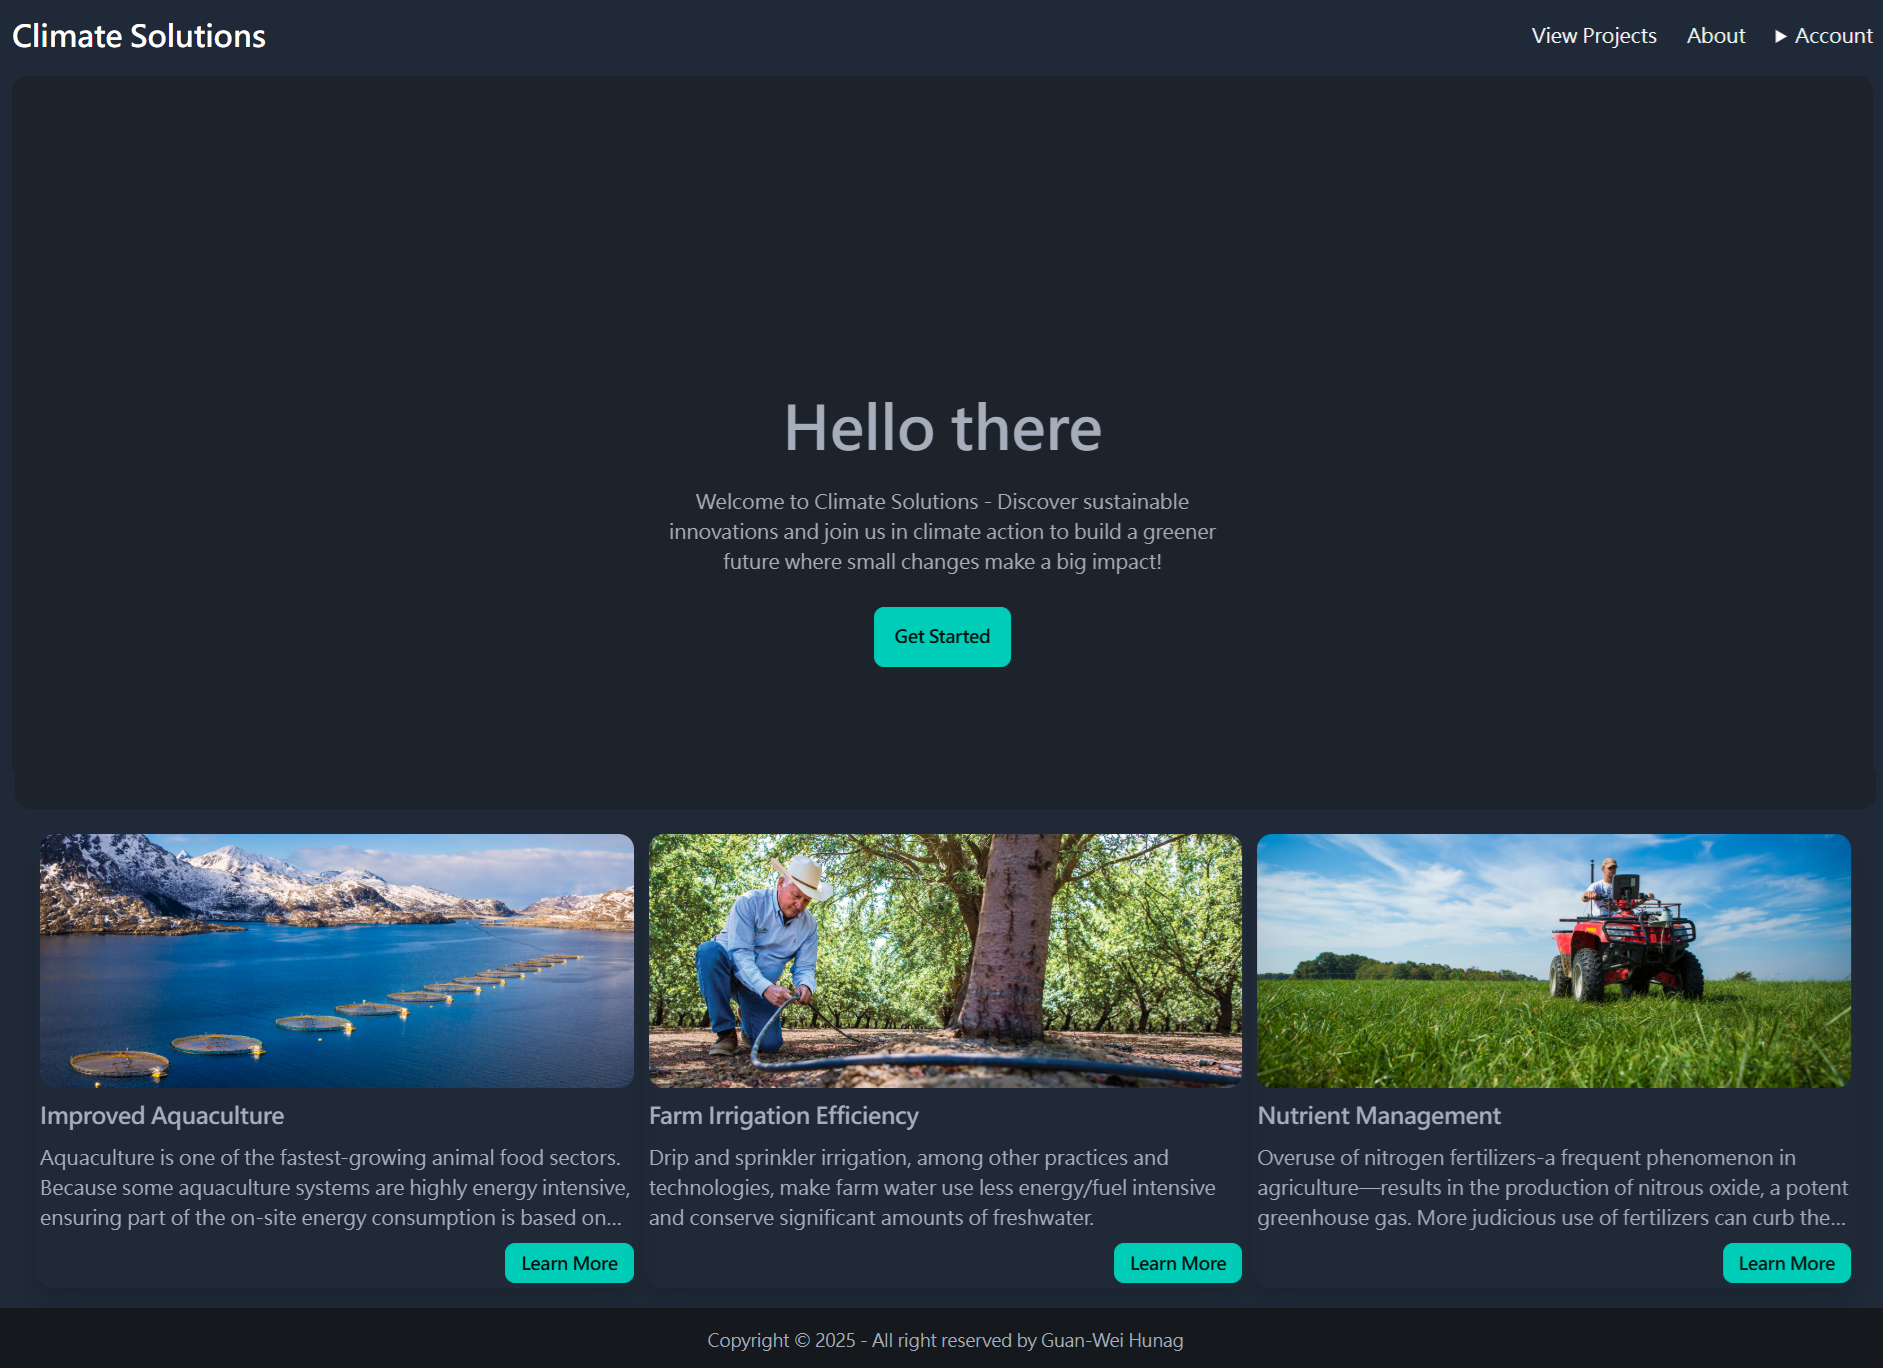 Climate Solutions
View Projects
About
Account
Hello there
Welcome to Climate Solutions - Discover sustainable
innovations and join us in climate action to build a greener
future where small changes make a big impact!
Get Started
Improved Aquaculture
Aquaculture is one of the fastest-growing animal food sectors.
Because some aquaculture systems are highly energy intensive,
ensuring part of the on-site energy consumption is based on...
Learn More
Farm Irrigation Efficiency
Drip and sprinkler irrigation, among other practices and
technologies, make farm water use less energy/fuel intensive
and conserve significant amounts of freshwater.
Learn More
Nutrient Management
Overuse of nitrogen fertilizers-a frequent phenomenon in
agriculture—results in the production of nitrous oxide, a potent
greenhouse gas. More judicious use of fertilizers can curb the...
Learn More
Copyright © 2025 - All right reserved by Guan-Wei Hunag